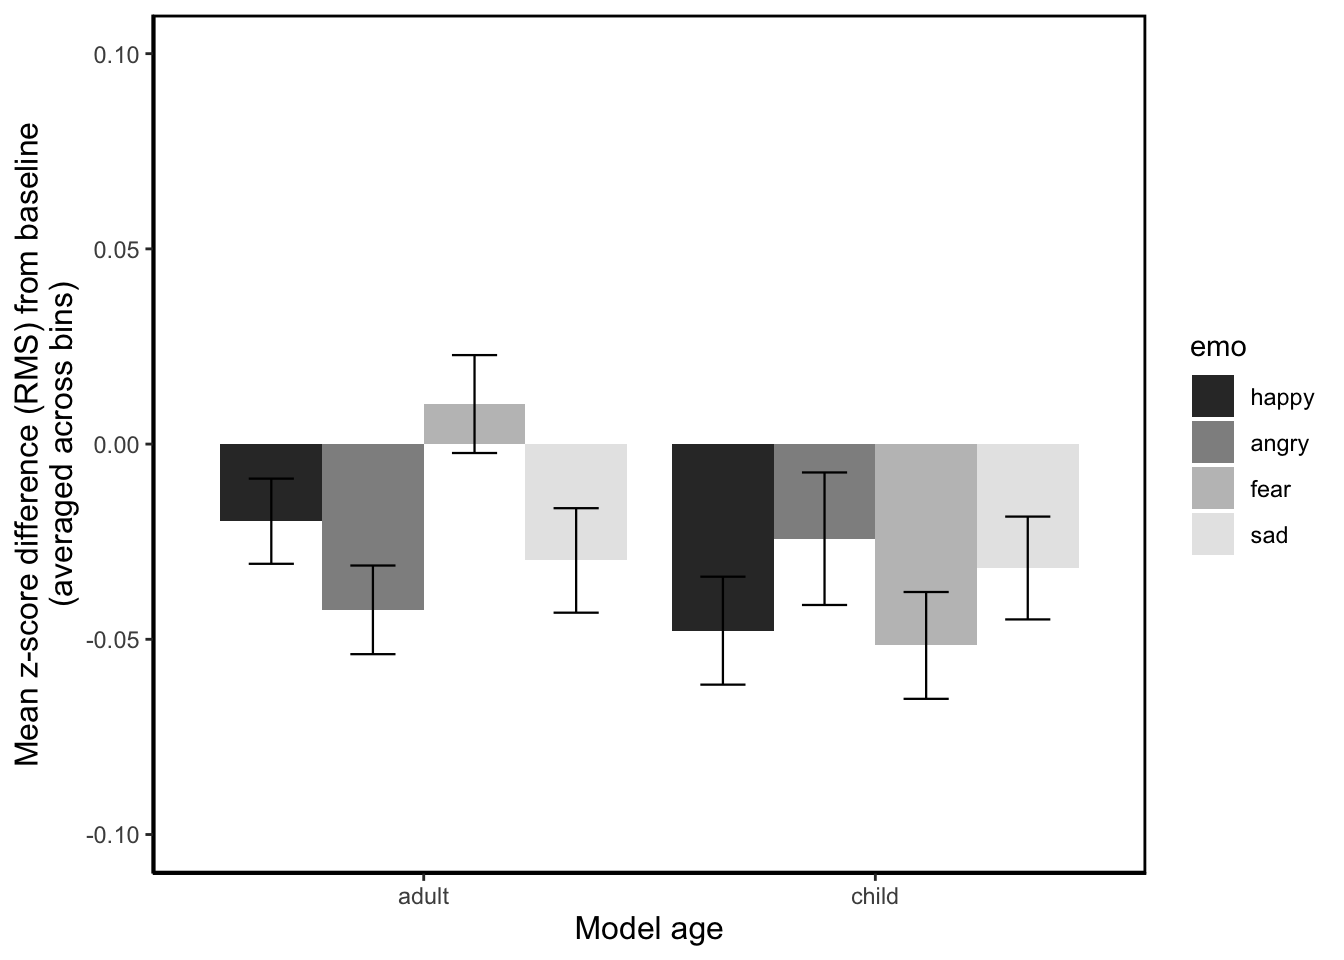 Mean z-score difference (RMS) from baseline
(averaged across bins)
0.10
0.05
0.00
-0.05
-0.10
adult
child
Model age
emo
happy
angry
fear
sad